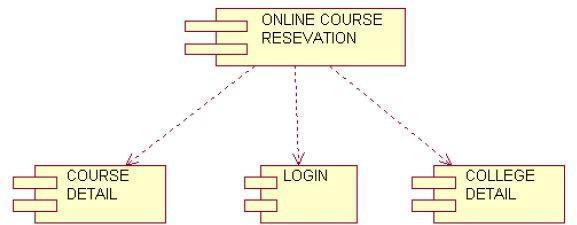 ONLINE COURSE
RESEVATION
COURSE
DETAIL
LOGIN
COLLEGE
DETAIL